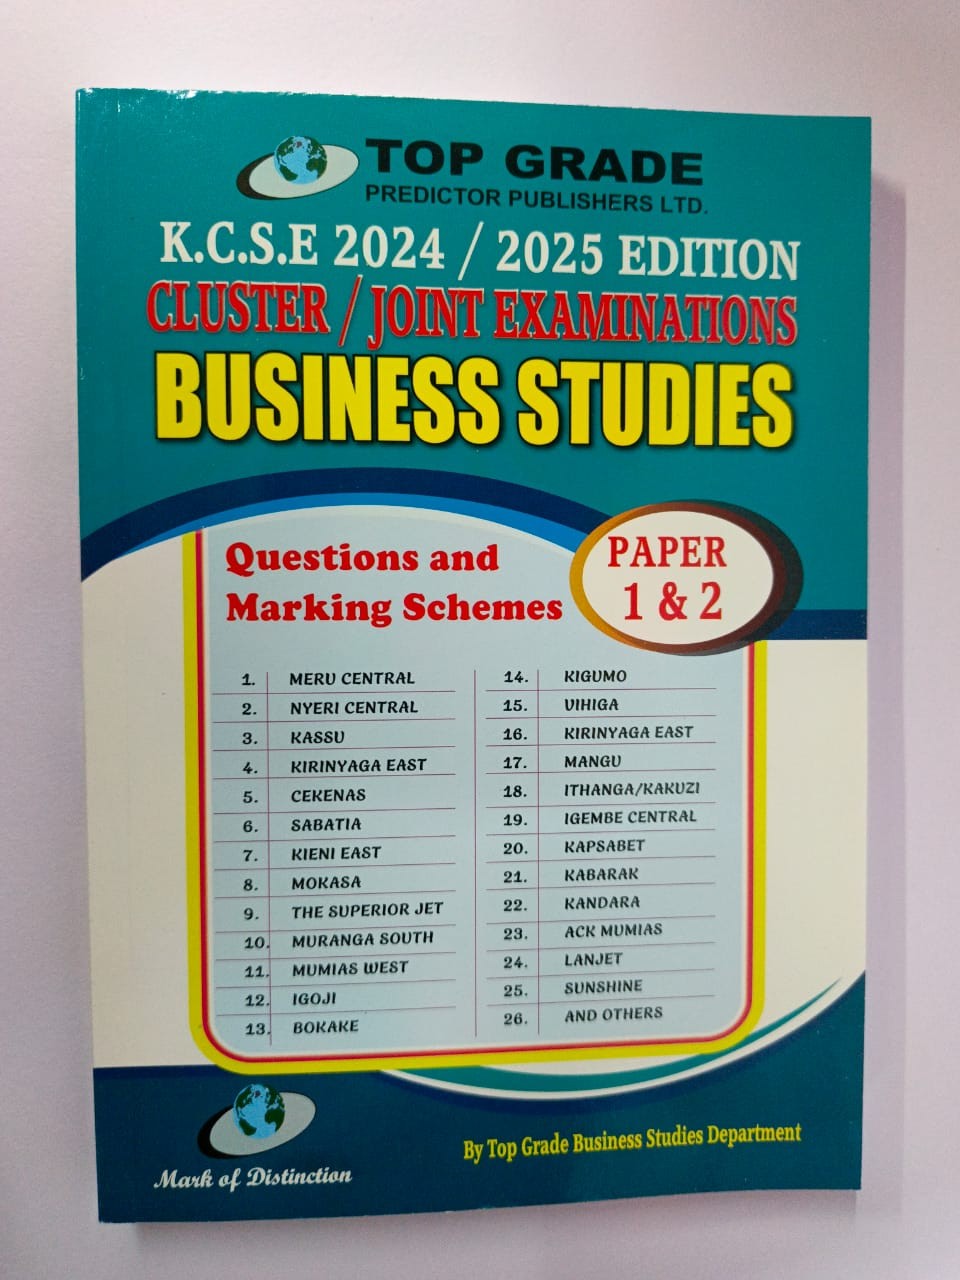 TOP GRADE
PREDICTOR PUBLISHERS LTD.
K.C.S.E 2024 / 2025 EDITION
CLUSTER / JOINT EXAMINATIONS
BUSINESS STUDIES
Questions and
Marking Schemes
PAPER
1 & 2
1. MERU CENTRAL
2. NYERI CENTRAL
3. KASSU
4. KIRINYAGA EAST
5. CEKENAS
6. SABATIA
7. KIENI EAST
8. MOKASA
9. THE SUPERIOR JET
10. MURANGA SOUTH
11. MUMIAS WEST
12. IGOJI
13. BOKAKE
14. KIGUMO
15. VIHIGA
16. KIRINYAGA EAST
17. MANGU
18. ITHANGA/KAKUZI
19. IGEMBE CENTRAL
20. KAPSABET
21. KABARAK
22. KANDARA
23. ACK MUMIAS
24. LANJET
25. SUNSHINE
26. AND OTHERS
Mark of Distinction
By Top Grade Business Studies Department